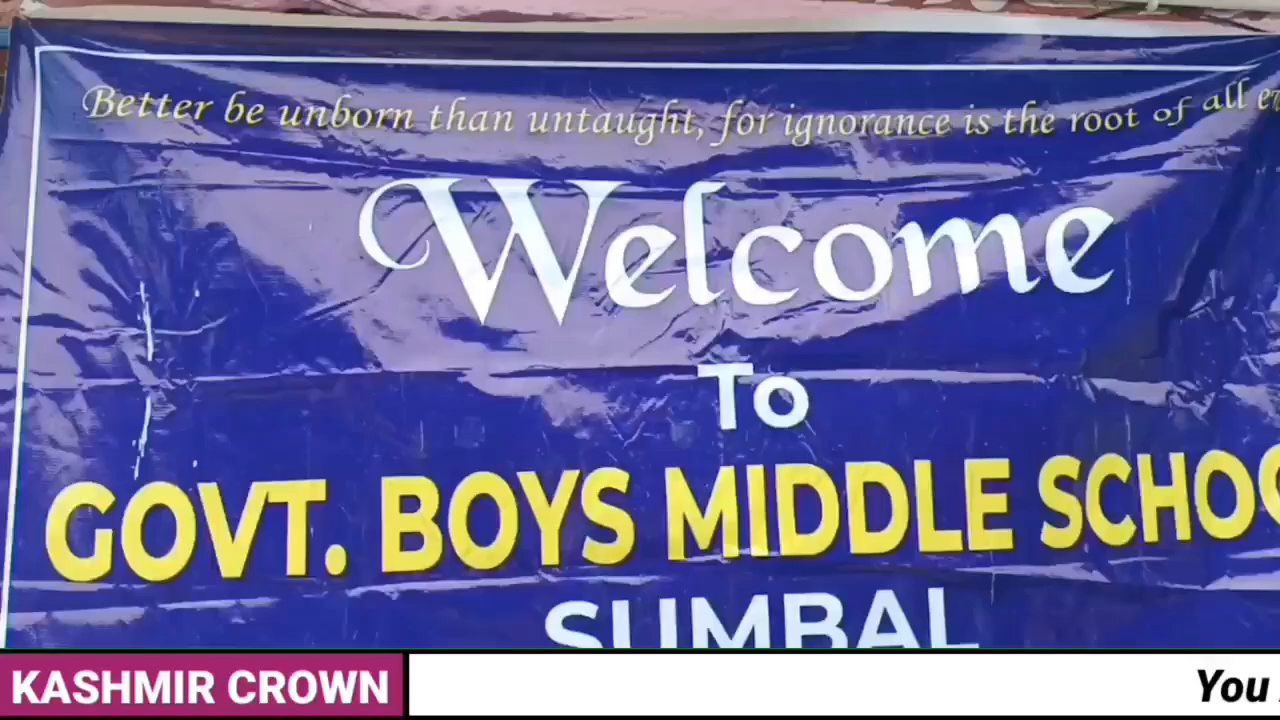 Better be unborn than untaught, for ignorance is the root of all
Welcome
To
GOVT. BOYS MIDDLE SCHOO
SUMBAL
KASHMIR CROWN
You